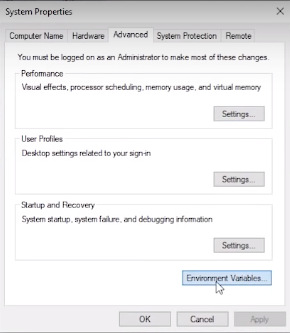 System Properties
Computer Name Hardware Advanced System Protection Remote
You must be logged on as an Administrator to make most of these changes.
Performance
Visual effects, processor scheduling, memory usage, and virtual memory
Settings...
User Profiles
Desktop settings related to your sign-in
Settings...
Startup and Recovery
System startup, system failure, and debugging information
Settings...
Environment Variables...
OK Cancel Apply